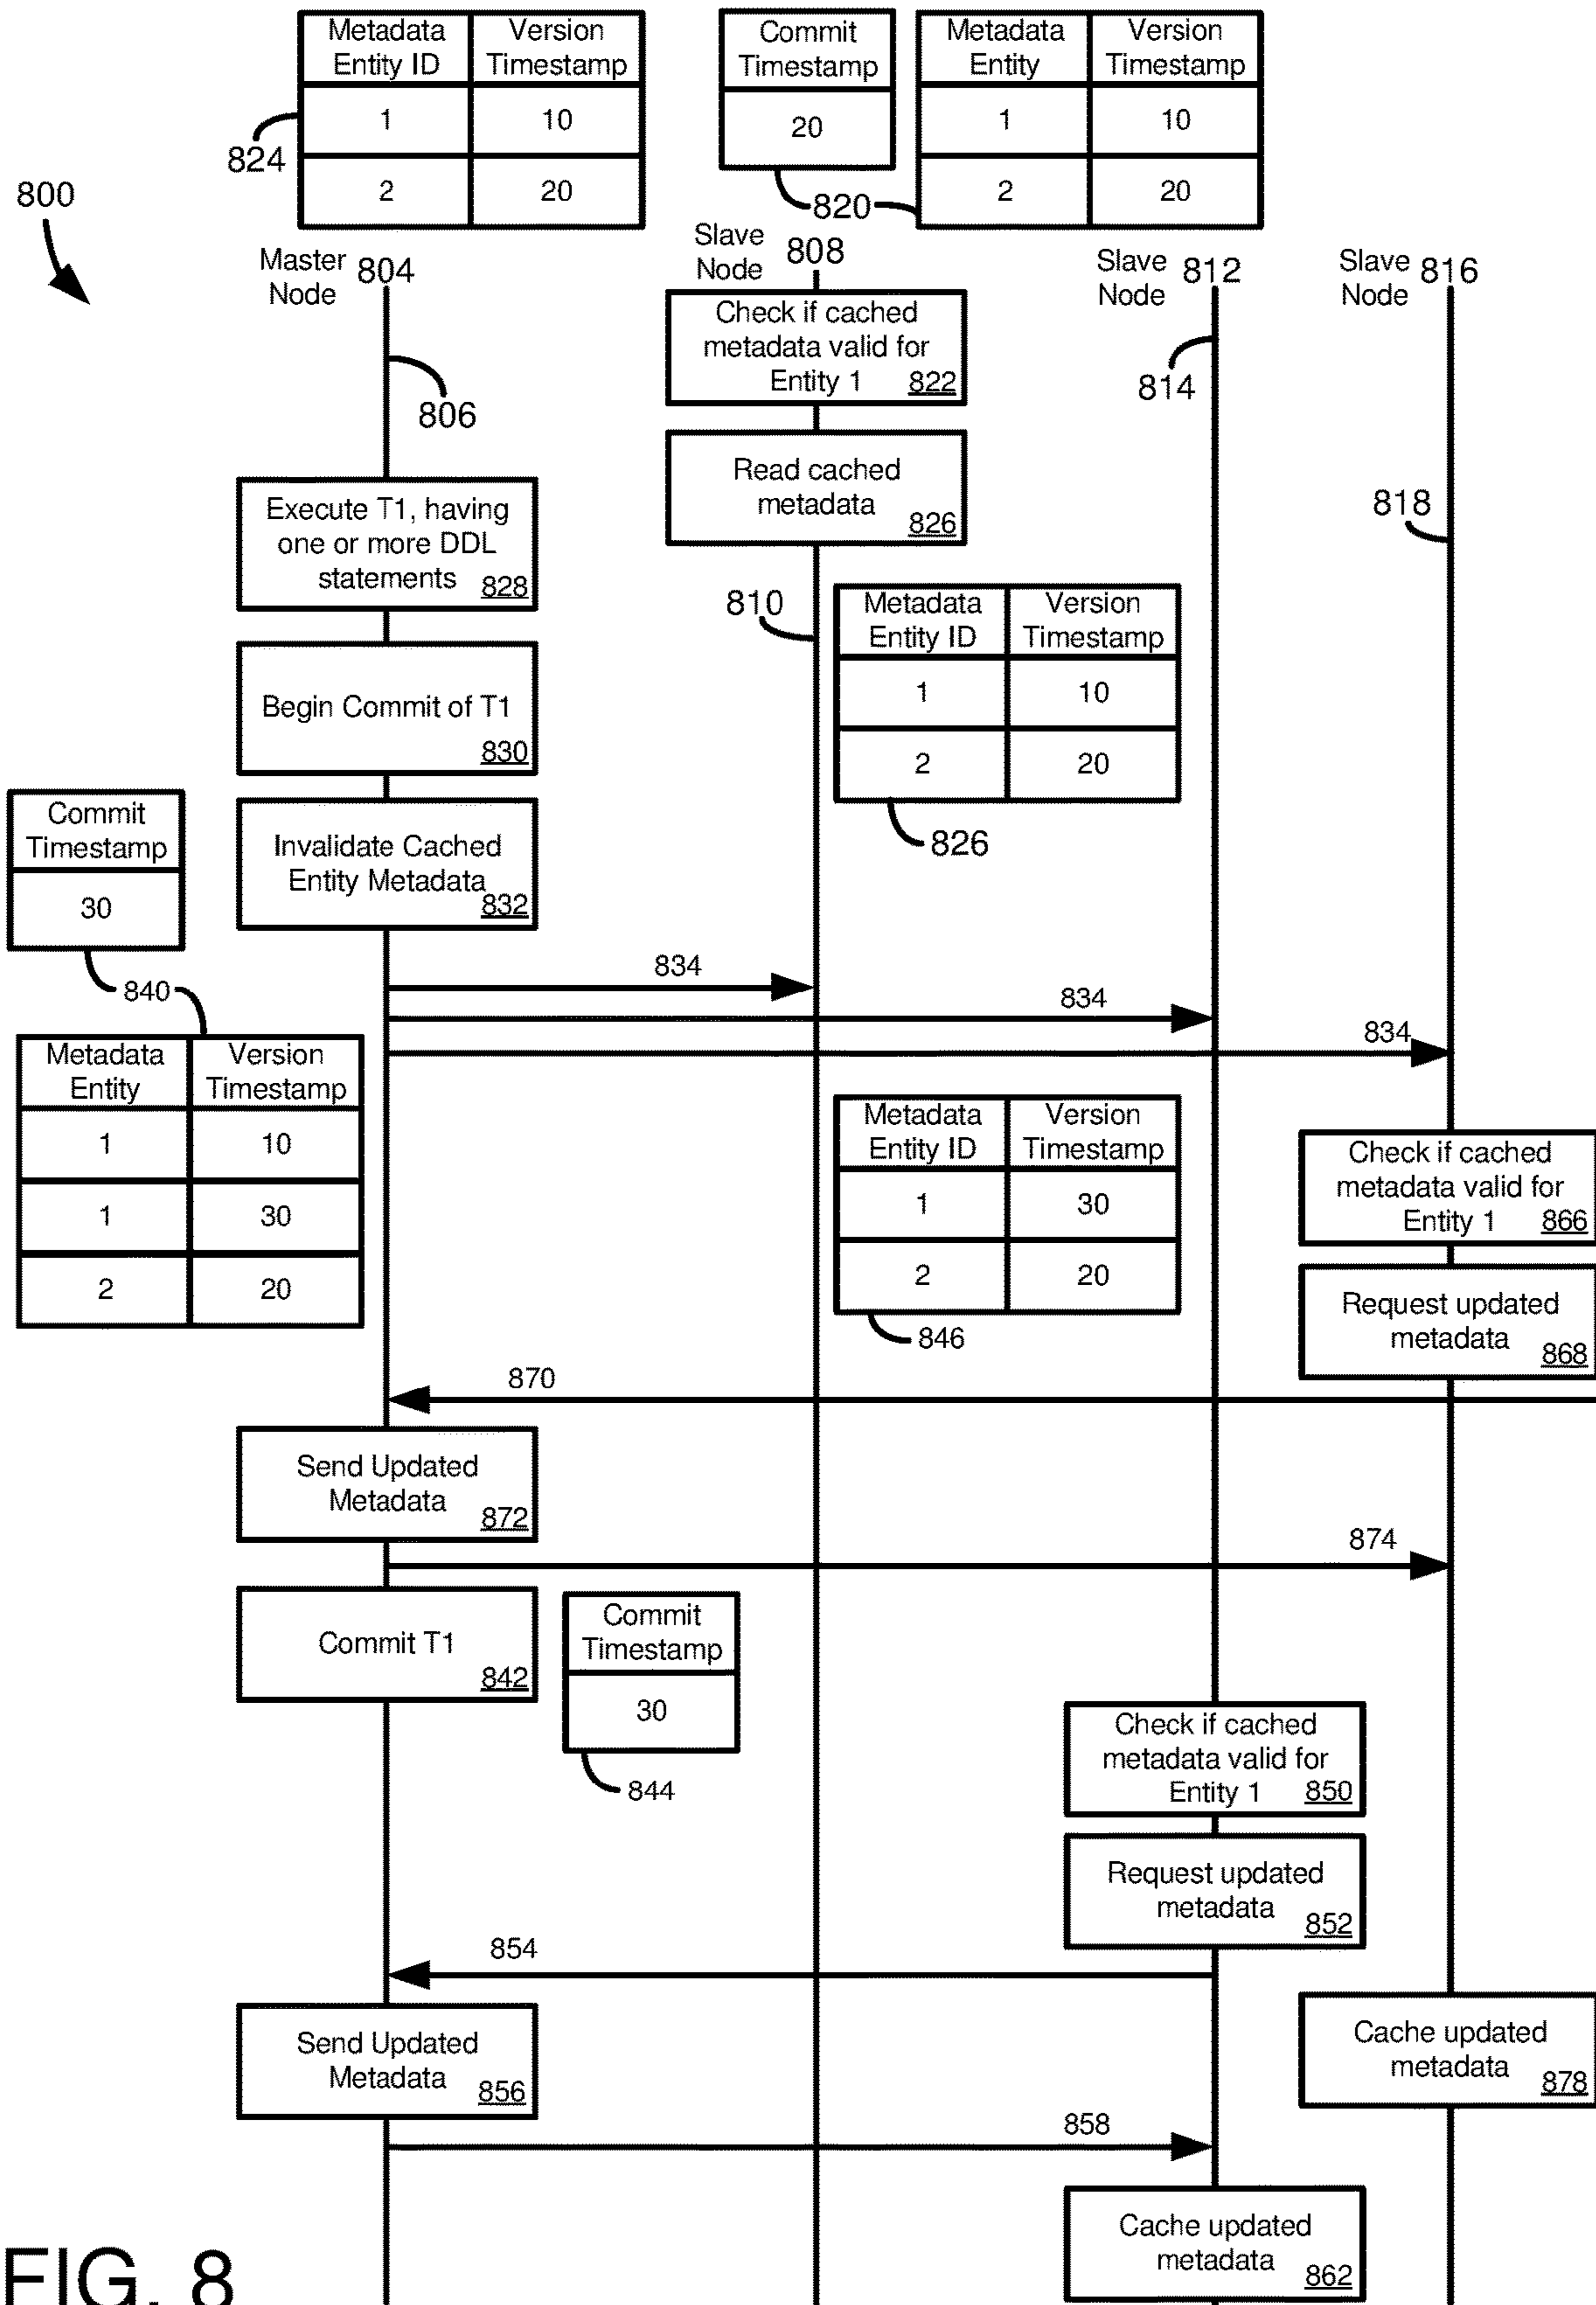 Metadata Entity ID
Version Timestamp
1
10
2
20
824
Commit Timestamp
20
Metadata Entity
Version Timestamp
1
10
2
20
820
800
Master Node
804
Slave Node
808
Slave Node
812
Slave Node
816
806
Check if cached
metadata valid for
Entity 1 822
814
Read cached
metadata
826
818
Execute T1, having
one or more DDL
statements 828
810
Metadata Entity ID
Version Timestamp
1
10
2
20
826
Begin Commit of T1
830
Commit Timestamp
30
Invalidate Cached
Entity Metadata
832
840
834
834
834
Metadata Entity
Version Timestamp
1
10
1
30
2
20
Metadata Entity ID
Version Timestamp
1
30
2
20
846
Check if cached
metadata valid for
Entity 1 866
Request updated
metadata
868
870
Send Updated
Metadata
872
874
Commit T1
842
Commit Timestamp
30
844
Check if cached
metadata valid for
Entity 1 850
Request updated
metadata
852
854
Send Updated
Metadata
856
Cache updated
metadata
878
858
Cache updated
metadata
862
FIG. 8